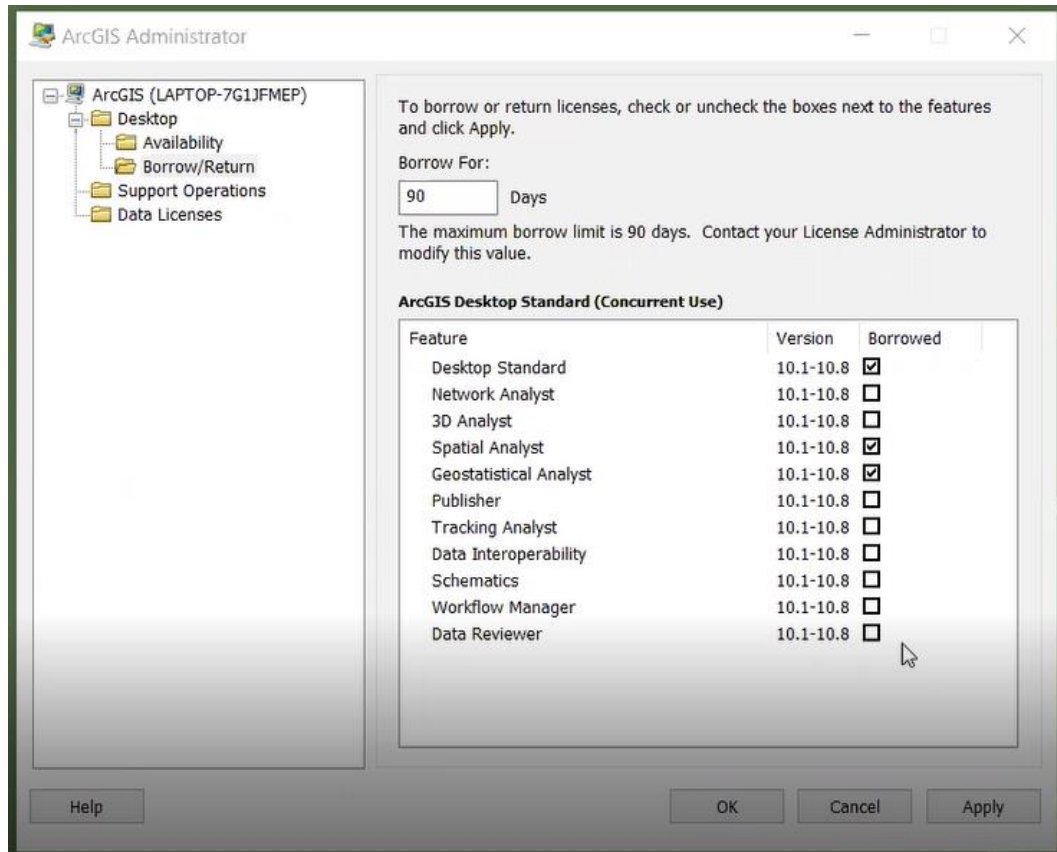 ArcGIS Administrator
ArcGIS (LAPTOP-7G1JFMEP)
Desktop
Availability
Borrow/Return
Support Operations
Data Licenses
To borrow or return licenses, check or uncheck the boxes next to the features
and click Apply.
Borrow For:
90 Days
The maximum borrow limit is 90 days. Contact your License Administrator to
modify this value.
ArcGIS Desktop Standard (Concurrent Use)
Feature Version Borrowed
Desktop Standard 10.1-10.8
Network Analyst 10.1-10.8
3D Analyst 10.1-10.8
Spatial Analyst 10.1-10.8
Geostatistical Analyst 10.1-10.8
Publisher 10.1-10.8
Tracking Analyst 10.1-10.8
Data Interoperability 10.1-10.8
Schematics 10.1-10.8
Workflow Manager 10.1-10.8
Data Reviewer 10.1-10.8
Help OK Cancel Apply